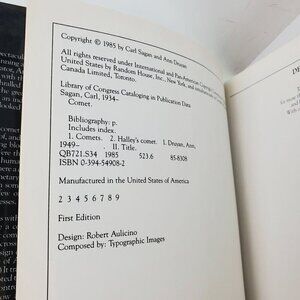 Copyright © 1985 by Carl Sagan and Ann Druyan
All rights reserved under International and Pan-American Copyright
United States by Random House, Inc., New York, and simultaneously
Canada Limited, Toronto.
Library of Congress Cataloging in Publication Data
Sagan, Carl, 1934–
Comet.
Bibliography: p.
Includes index.
1. Comets. 2. Halley's comet. I. Druyan, Ann,
1949– . II. Title.
QB721.S34 1985 523.6 85-8308
ISBN 0-394-54908-2
Manufactured in the United States of America
2 3 4 5 6 7 8 9
First Edition
Design: Robert Aulicino
Composed by: Typographic Images